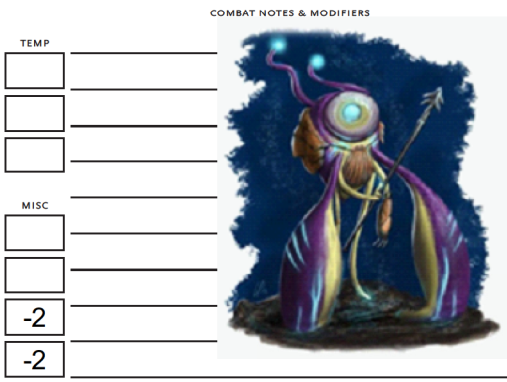 COMBAT NOTES & MODIFIERS
TEMP
MISC
-2
-2